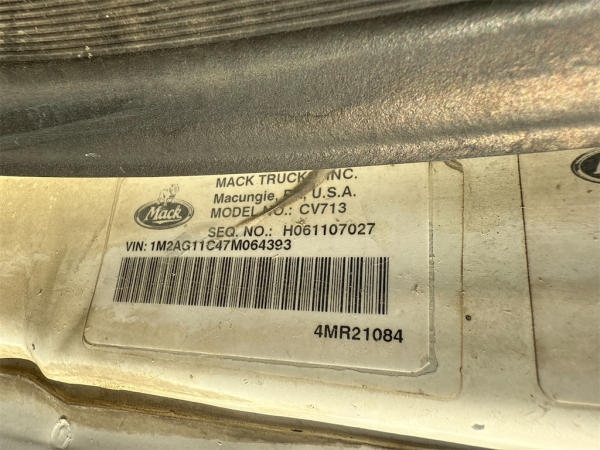 MACK TRUCKS, INC.
Macungie, PA, U.S.A.
Mack
MODEL NO.: CV713
SEQ. NO.: H061107027
VIN: 1M2AG11C47M064393
4MR21084